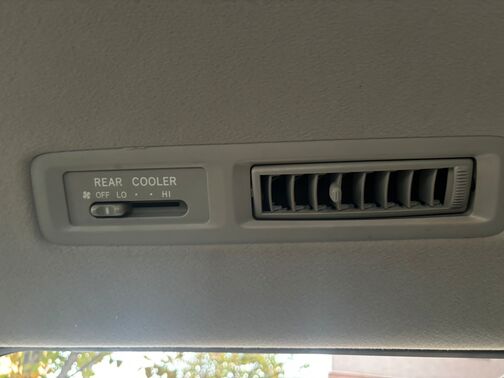 REAR COOLER
OFF LO • • HI